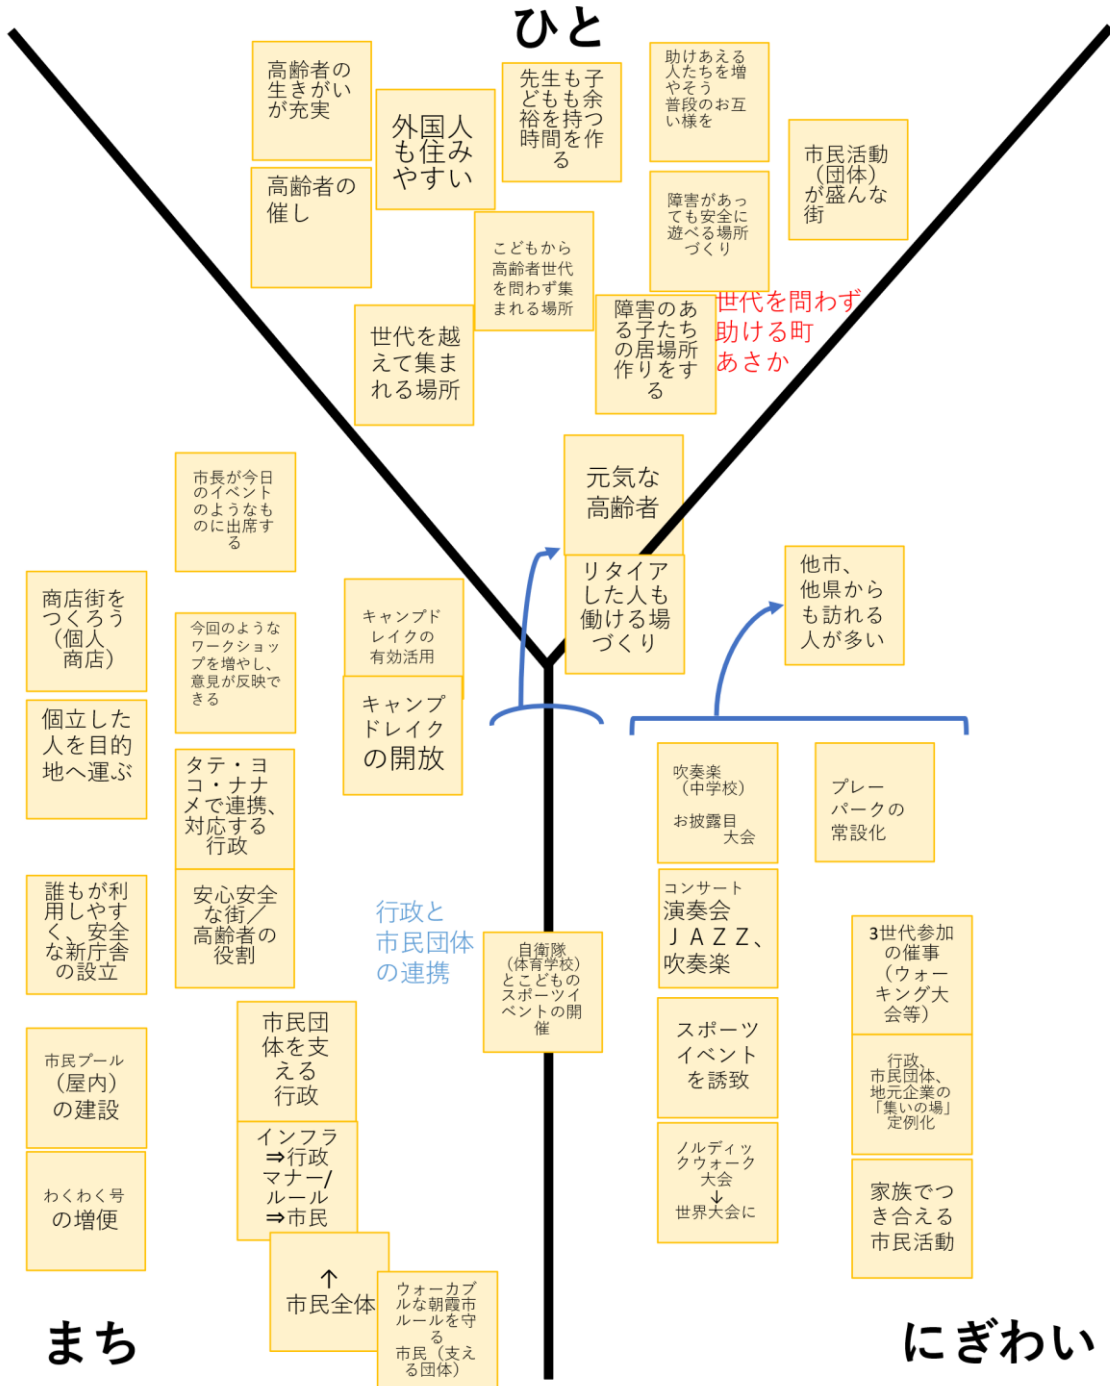 ひと
高齢者の
生きがい
が充実
高齢者の
催し
外国人
も住み
やすい
先生も子
どもも余
裕を持つ
時間を作
る
助けあえる
人たちを増
やそう
普段のお互
い様を
市民活動
（団体）
が盛んな
街
障害があっ
ても安全に
遊べる場所
づくり
こどもから
高齢者世代
を問わず集
まれる場所
世代を越
えて集ま
れる場所
障害のあ
る子たち
の居場所
作りをす
る
世代を問わず
助ける町
あさか
元気な
高齢者
リタイア
した人も
働ける場
づくり
市長が今日
のイベント
のようなも
のに出席す
る
商店街を
つくろう
（個人
商店）
今回のような
ワークショッ
プを増やし、
意見が反映で
きる
キャンプド
レイクの
有効活用
キャンプ
ドレイク
の開放
個立した
人を目的
地へ運ぶ
タテ・ヨ
コ・ナナ
メで連携、
対応する
行政
誰もが利
用しやす
く、安全
な新庁舎
の設立
安心安全
な街／
高齢者の
役割
行政と
市民団体
の連携
自衛隊
（体育学校）
とこどもの
スポーツイ
ベントの開
催
市民プール
（屋内）
の建設
市民団
体を支
える
行政
インフラ
⇒行政
マナー/
ルール
⇒市民
わくわく号
の増便
↑
市民全体
ウォーカブ
ルな朝霞市
ルールを守
る
市民（支え
る団体）
まち
他市、
他県から
も訪れる
人が多い
吹奏楽
（中学校）
お披露目
大会
プレー
パークの
常設化
コンサート
演奏会
ＪＡＺＺ、
吹奏楽
3世代参加
の催事
（ウォー
キング大
会等）
スポーツ
イベント
を誘致
行政、
市民団体、
地元企業の
「集いの場」
定例化
ノルディッ
クウォーク
大会
↓
世界大会に
家族でつ
き合える
市民活動
にぎわい